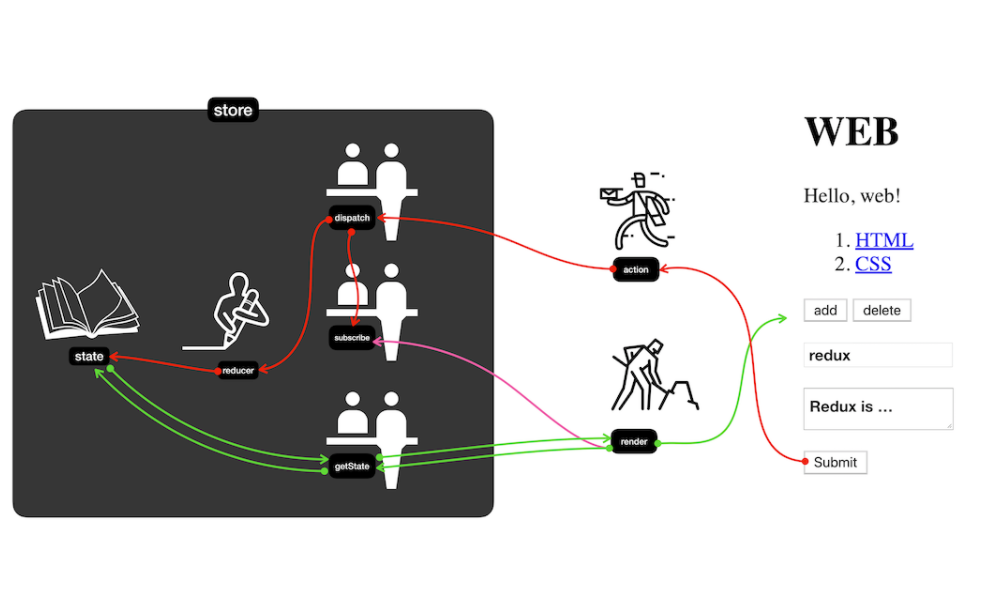 store
dispatch
subscribe
state
reducer
getState
action
render
WEB
Hello, web!
1. HTML
2. CSS
add delete
redux
Redux is ...
Submit